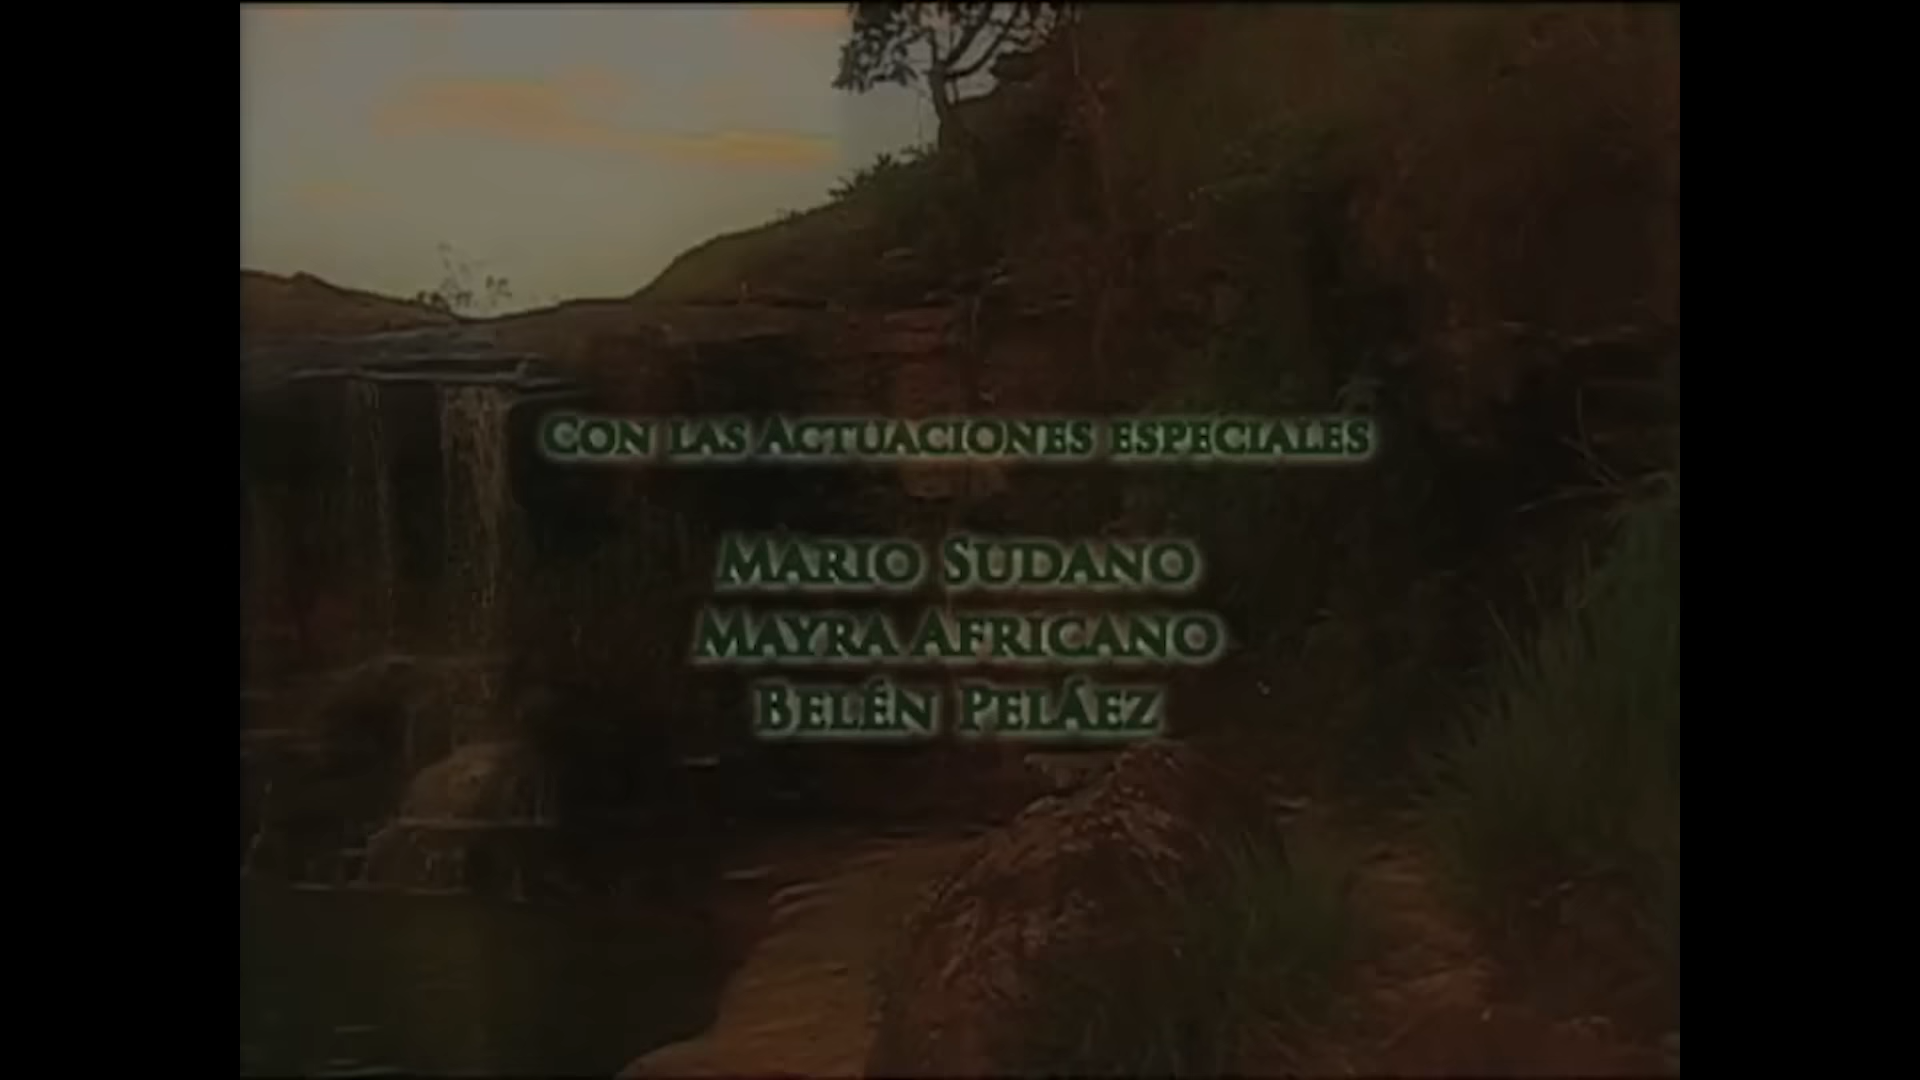 Con las Actuaciones especiales
Mario Sudano
Mayra Africano
Belén Peláez